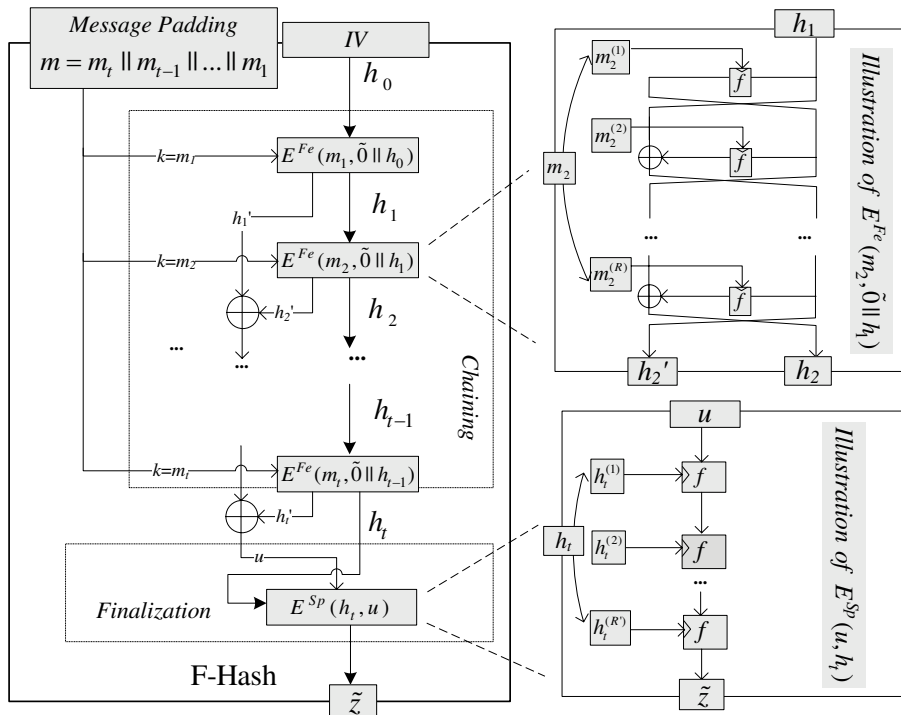 Message Padding
m = m_t || m_{t-1} || ... || m_1
IV
h_0
k=m_1
E^{Fe}(m_1, 0̃ || h_0)
h_1'
h_1
k=m_2
E^{Fe}(m_2, 0̃ || h_1)
h_2'
h_2
...
...
...
Chaining
h_{t-1}
k=m_t
E^{Fe}(m_t, 0̃ || h_{t-1})
h_t'
h_t
u
Finalization
E^{Sp}(h_t, u)
F-Hash
z̃
h_1
m_2^{(1)}
f
m_2^{(2)}
f
m_2
...
...
m_2^{(R)}
f
h_2'
h_2
Illustration of E^{Fe}(m_2, 0̃ || h_1)
u
h_t^{(1)}
f
h_t
h_t^{(2)}
f
...
h_t^{(R')}
f
z̃
Illustration of E^{Sp}(u, h_t)